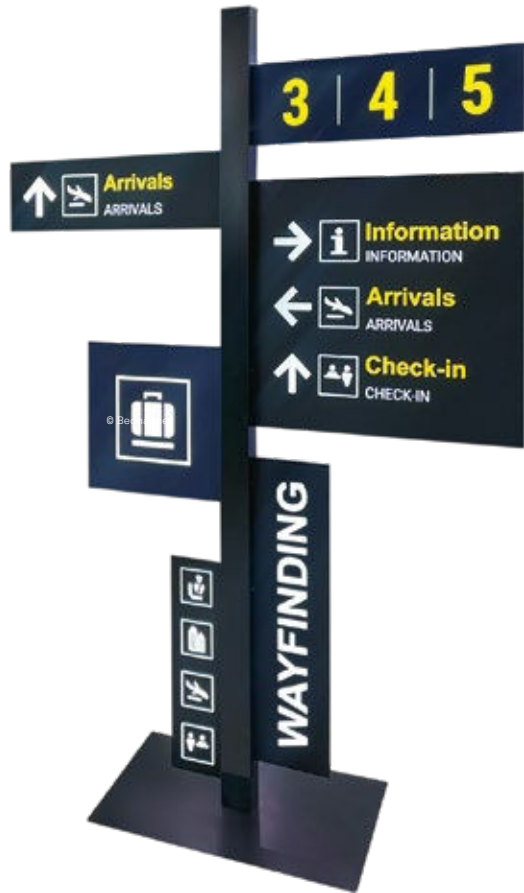 3 | 4 | 5
Arrivals
ARRIVALS
Information
INFORMATION
Arrivals
ARRIVALS
Check-in
CHECK-IN
WAYFINDING